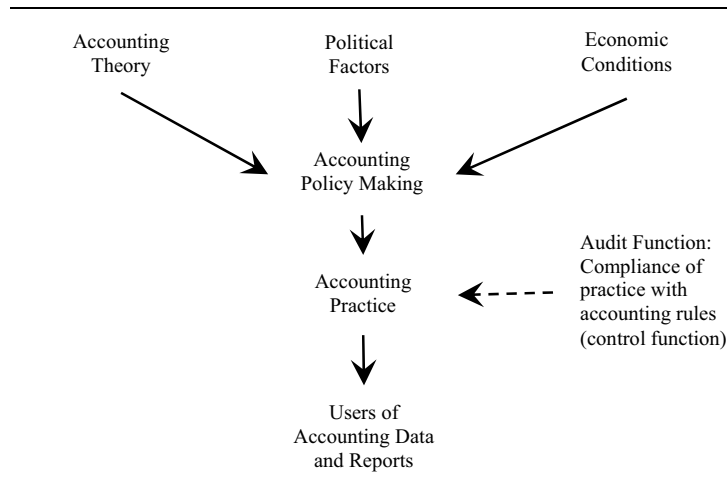 Accounting
Theory
Political
Factors
Economic
Conditions
Accounting
Policy Making
Accounting
Practice
Audit Function:
Compliance of
practice with
accounting rules
(control function)
Users of
Accounting Data
and Reports